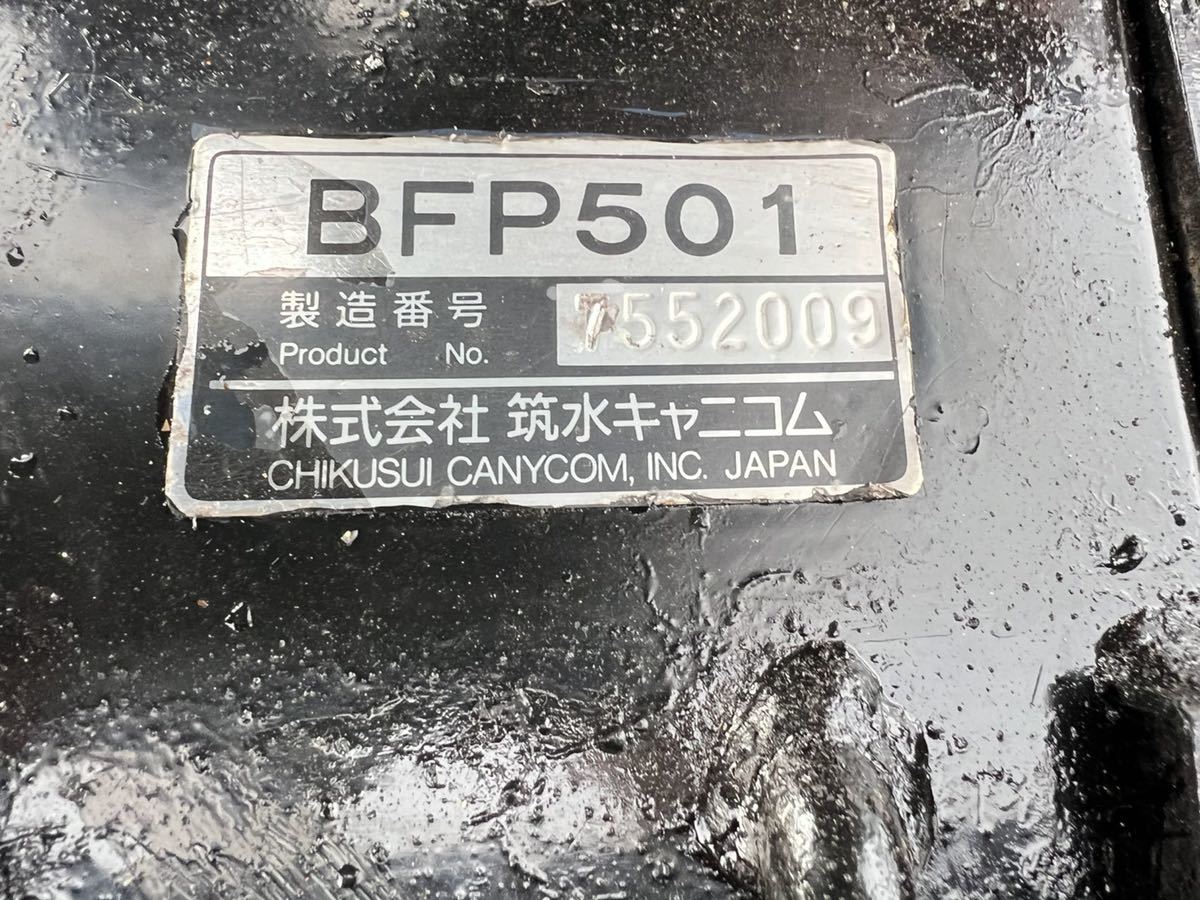 BFP501
製造番号 7552009
Product No.
株式会社 筑水キャニコム
CHIKUSUI CANYCOM, INC. JAPAN